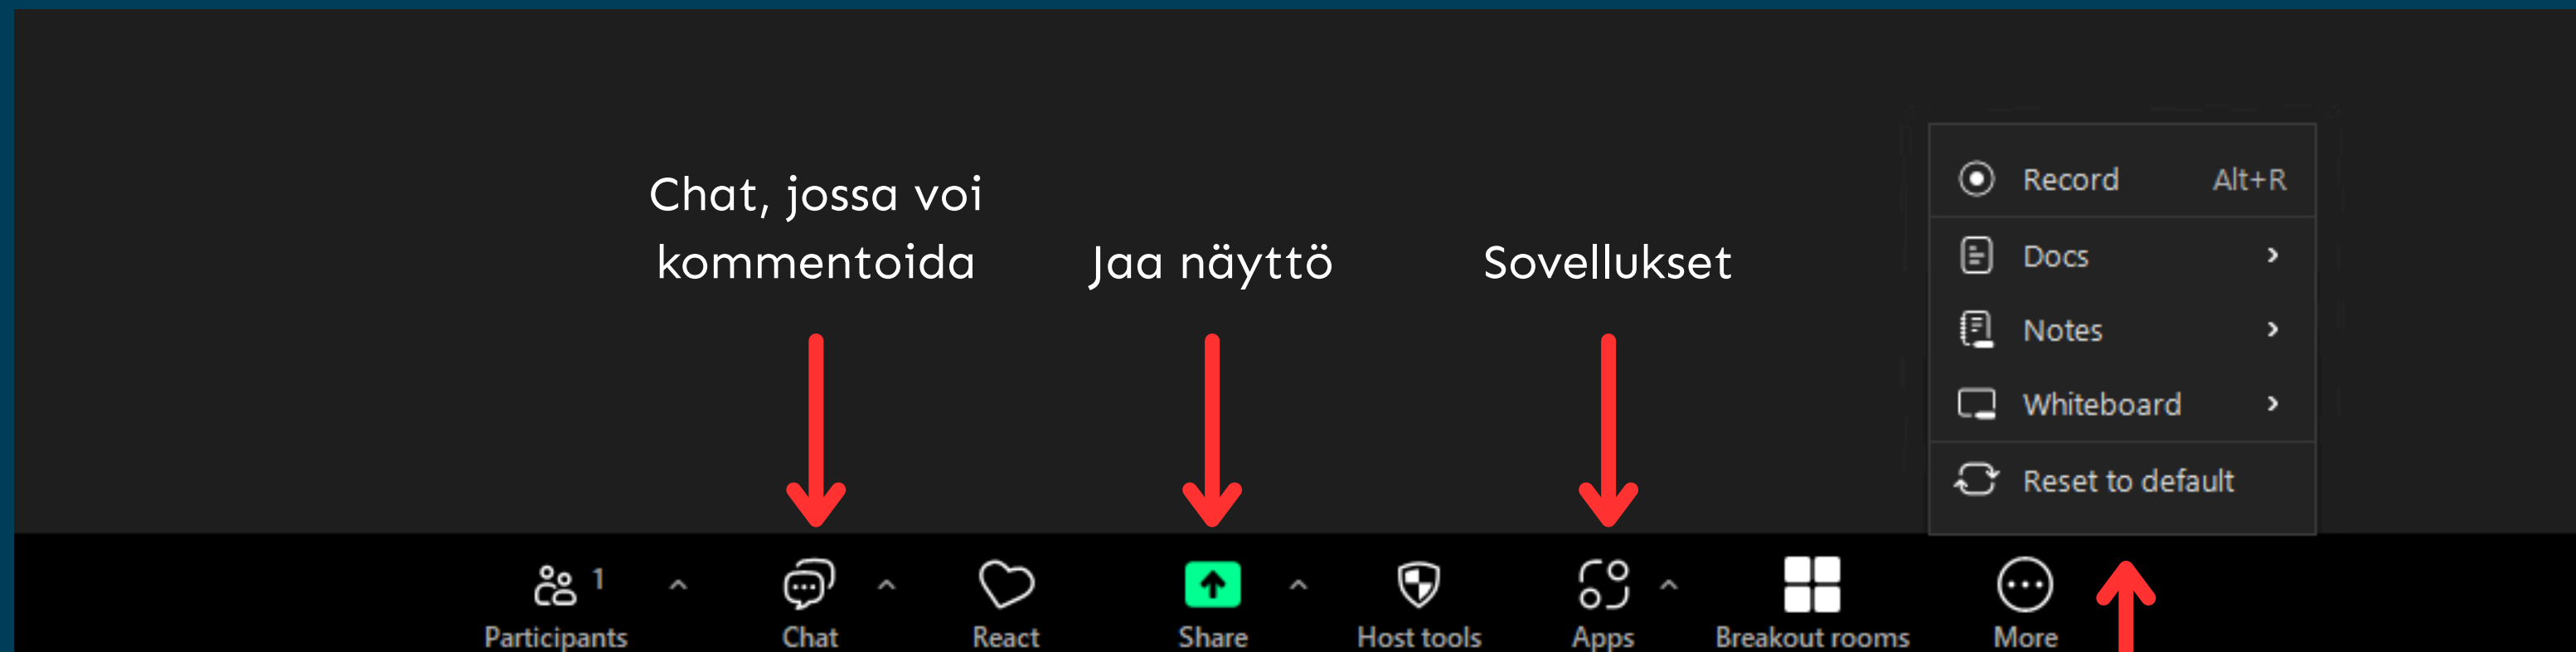 Chat, jossa voi
kommentoida
Jaa näyttö
Sovellukset
Record Alt+R
Docs
Notes
Whiteboard
Reset to default
1
Participants
Chat
React
Share
Host tools
Apps
Breakout rooms
More